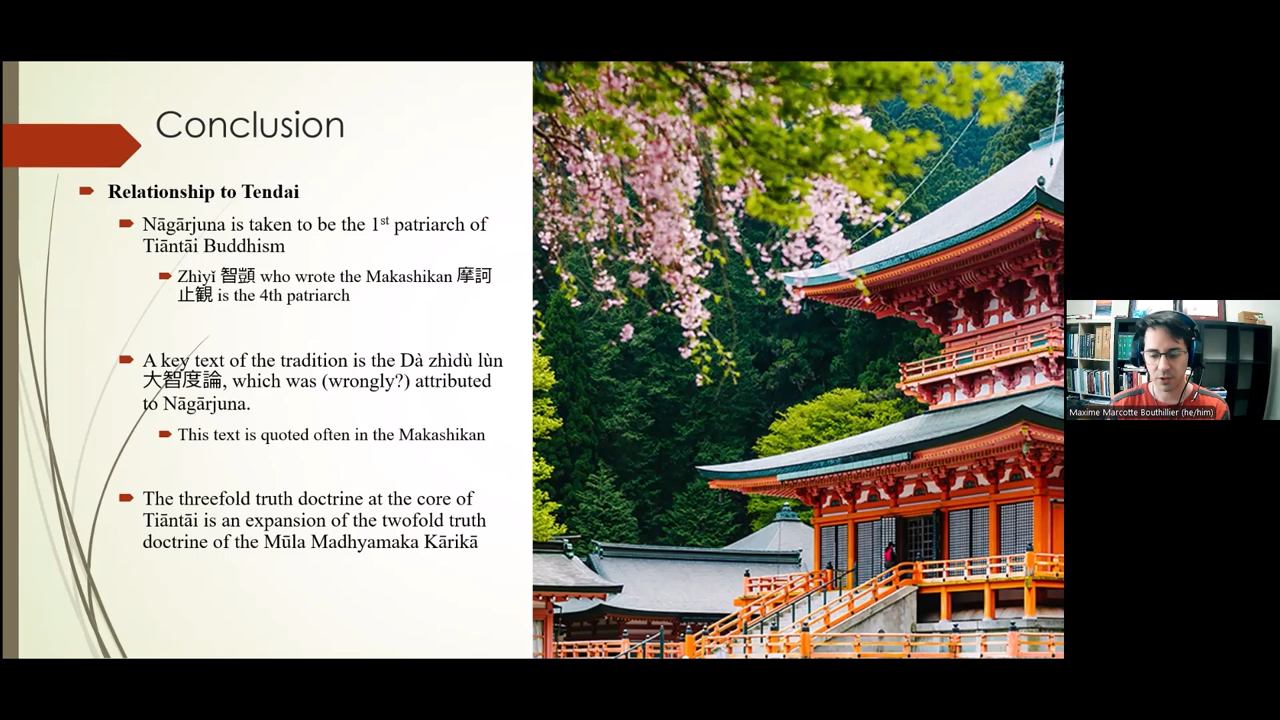 Conclusion
Relationship to Tendai
Nāgārjuna is taken to be the 1st patriarch of
Tiāntāi Buddhism
Zhìyǐ 智顗 who wrote the Makashikan 摩訶
止観 is the 4th patriarch
A key text of the tradition is the Dà zhìdù lùn
大智度論, which was (wrongly?) attributed
to Nāgārjuna.
This text is quoted often in the Makashikan
The threefold truth doctrine at the core of
Tiāntāi is an expansion of the twofold truth
doctrine of the Mūla Madhyamaka Kārikā
Maxime Marcotte Bouthillier (he/him)